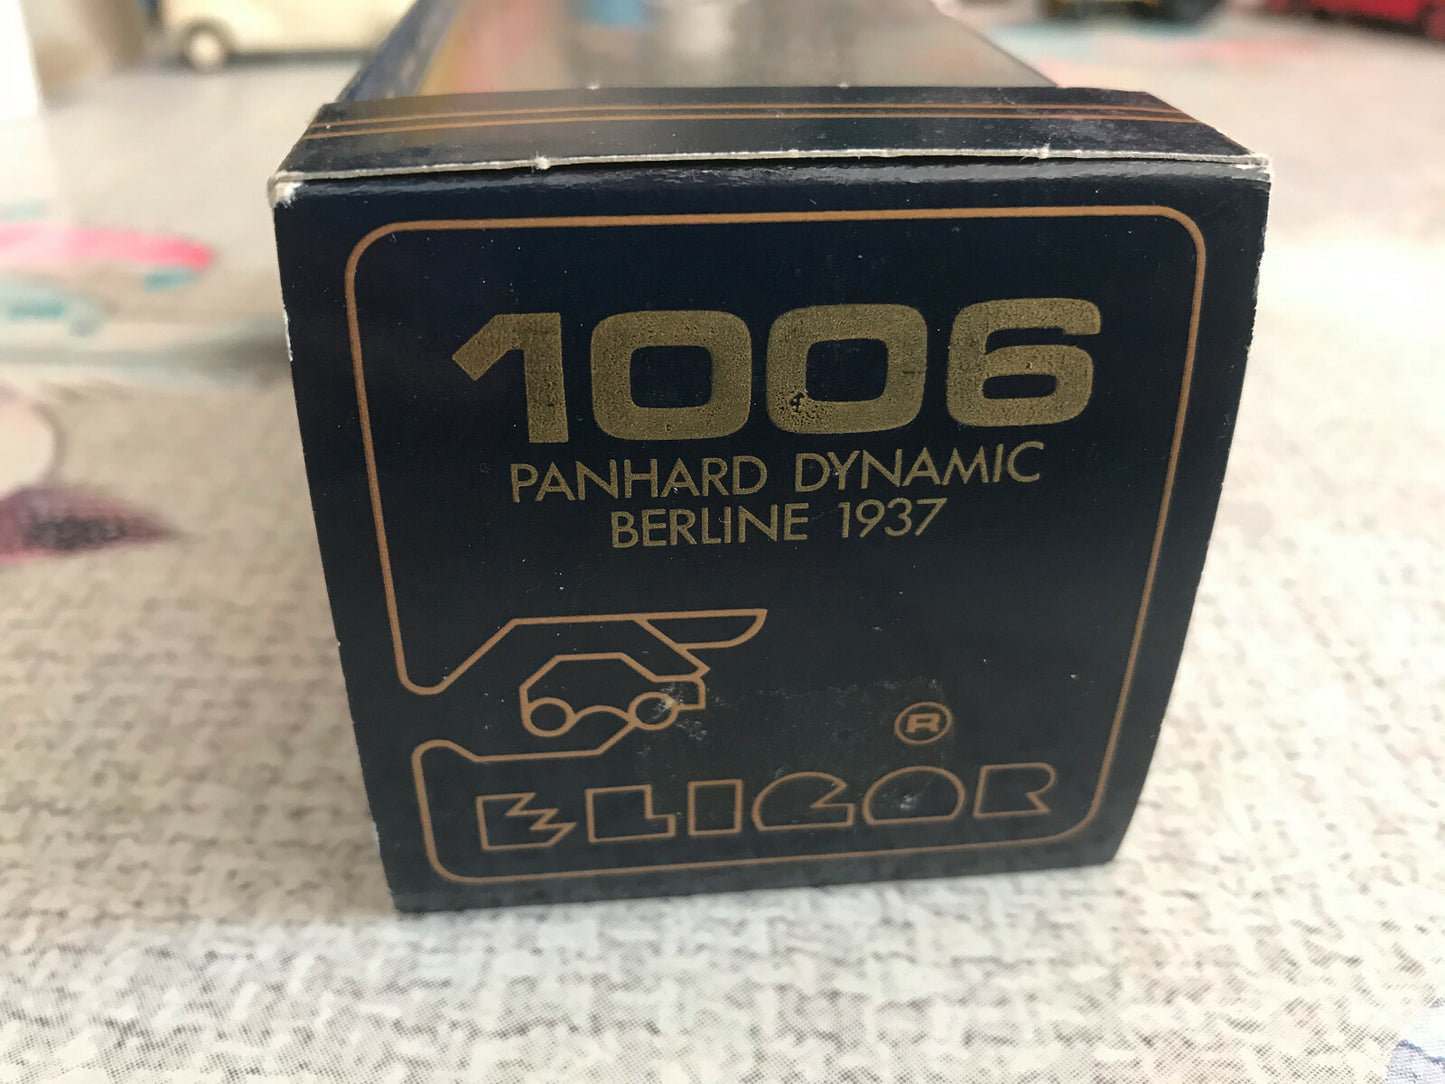 1006
PANHARD DYNAMIC
BERLINE 1937
®
ELIGOR